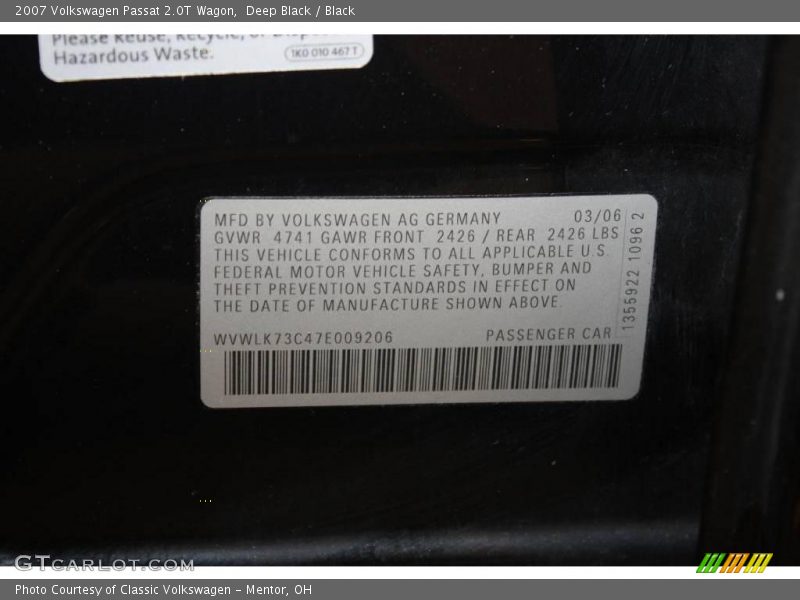 2007 Volkswagen Passat 2.0T Wagon, Deep Black / Black
Please Reuse, Recycle, or
Hazardous Waste.
1K0 010 467 T
MFD BY VOLKSWAGEN AG GERMANY 03/06
GVWR 4741 GAWR FRONT 2426 / REAR 2426 LBS
THIS VEHICLE CONFORMS TO ALL APPLICABLE U.S.
FEDERAL MOTOR VEHICLE SAFETY, BUMPER AND
THEFT PREVENTION STANDARDS IN EFFECT ON
THE DATE OF MANUFACTURE SHOWN ABOVE.
WVWLK73C47E009206 PASSENGER CAR
1355922 1096 2
GTCARLOT.COM
Photo Courtesy of Classic Volkswagen - Mentor, OH